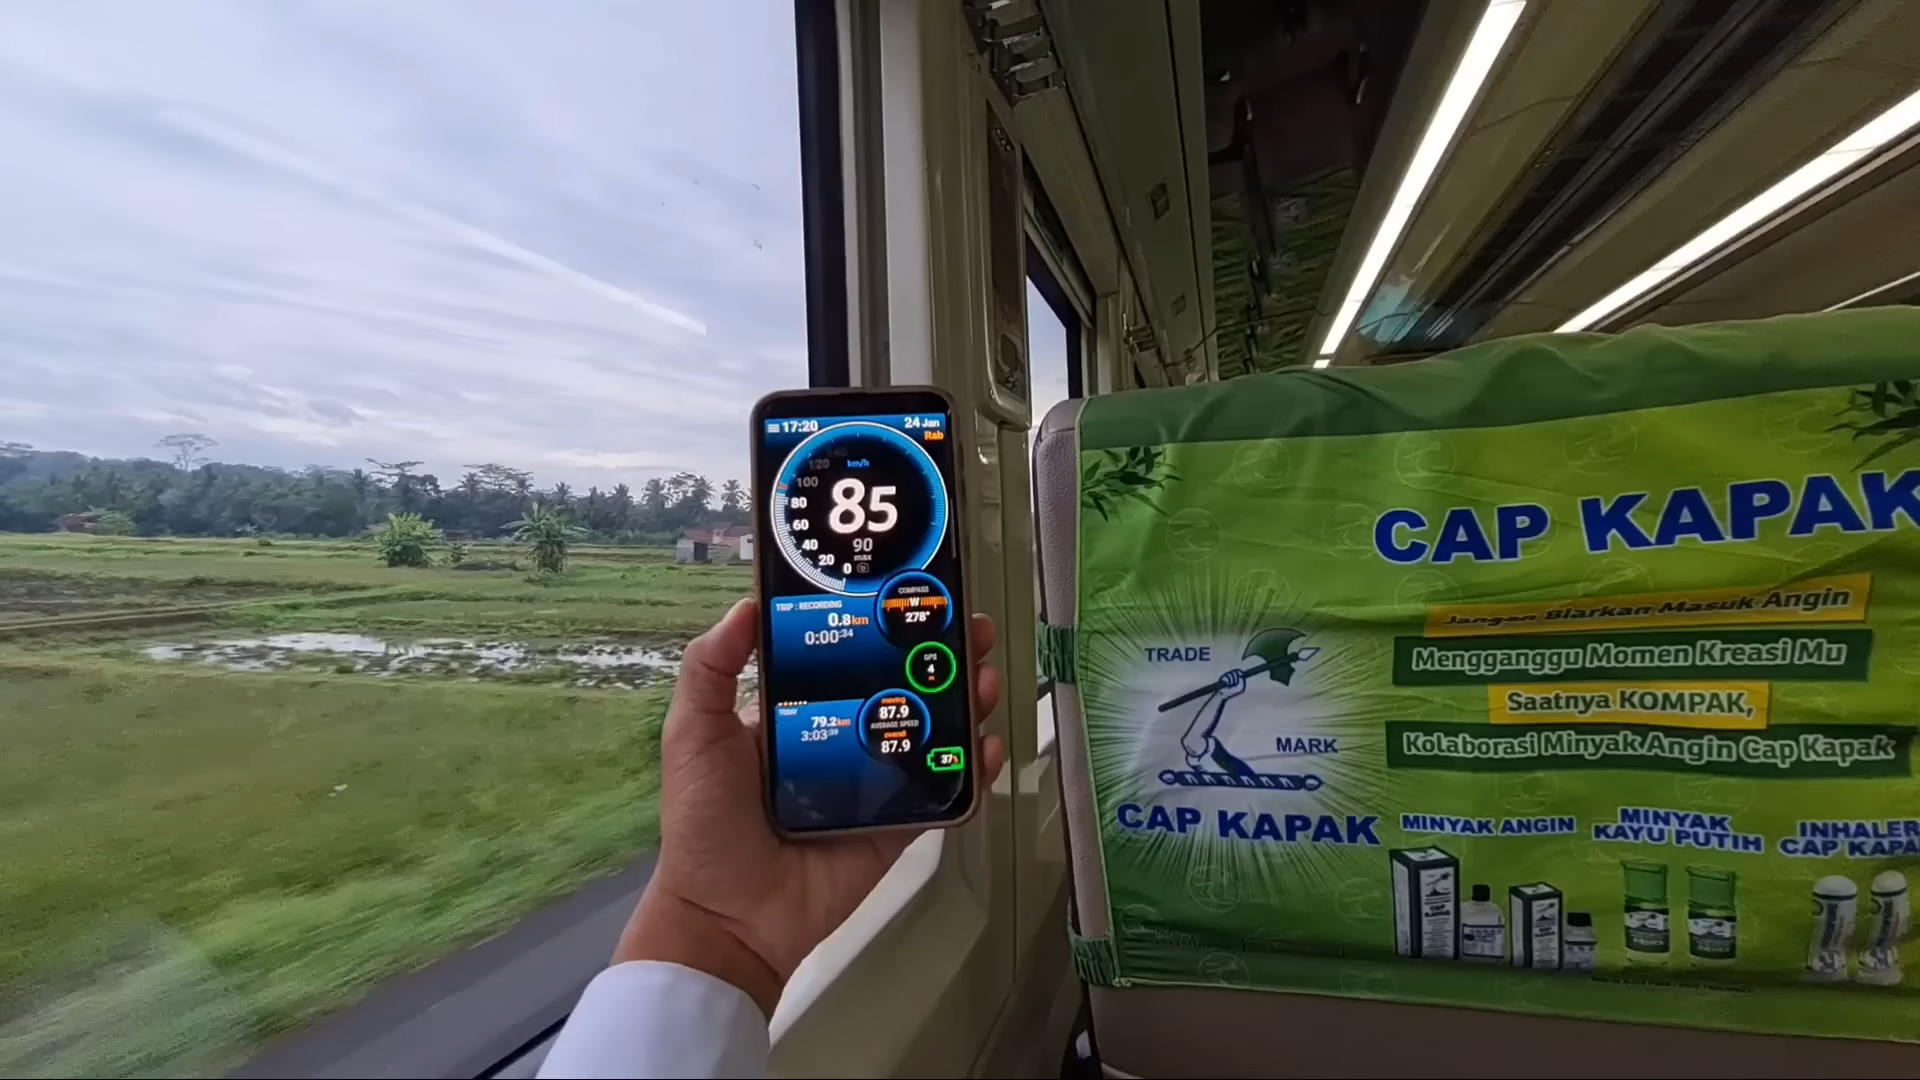 17:20
24 Jan
Rab
km/h
120
100
80
60
40
20
0
85
90
max
COMPASS
W
278°
TRIP : RECORDING
0.8km
0:00:34
GPS
4
TODAY
79.2km
3:03:39
moving
87.9
AVERAGE SPEED
overall
87.9
37%
CAP KAPAK
Jangan Biarkan Masuk Angin
Mengganggu Momen Kreasi Mu
Saatnya KOMPAK,
Kolaborasi Minyak Angin Cap Kapak
TRADE
MARK
CAP KAPAK
MINYAK ANGIN
MINYAK
KAYU PUTIH
INHALER
CAP KAPA